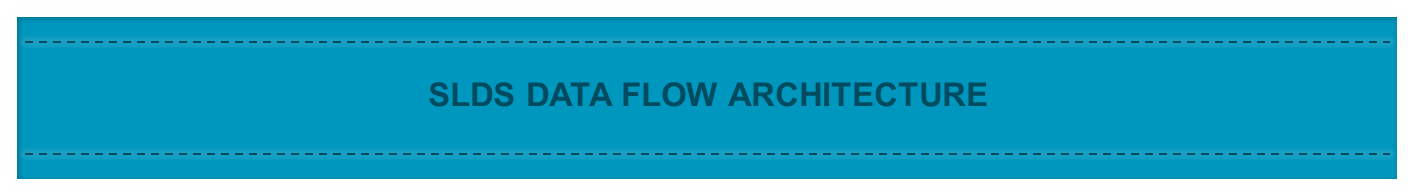 SLDS DATA FLOW ARCHITECTURE